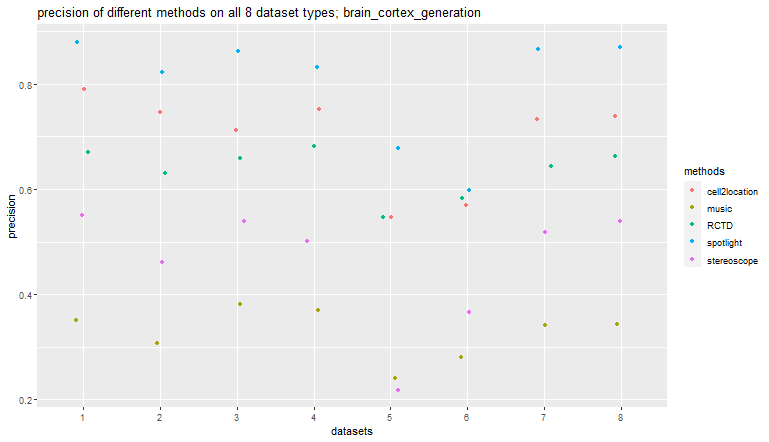 precision of different methods on all 8 dataset types; brain_cortex_generation
precision
0.8
0.6
0.4
0.2
1 2 3 4 5 6 7 8
datasets
methods
cell2location
music
RCTD
spotlight
stereoscope